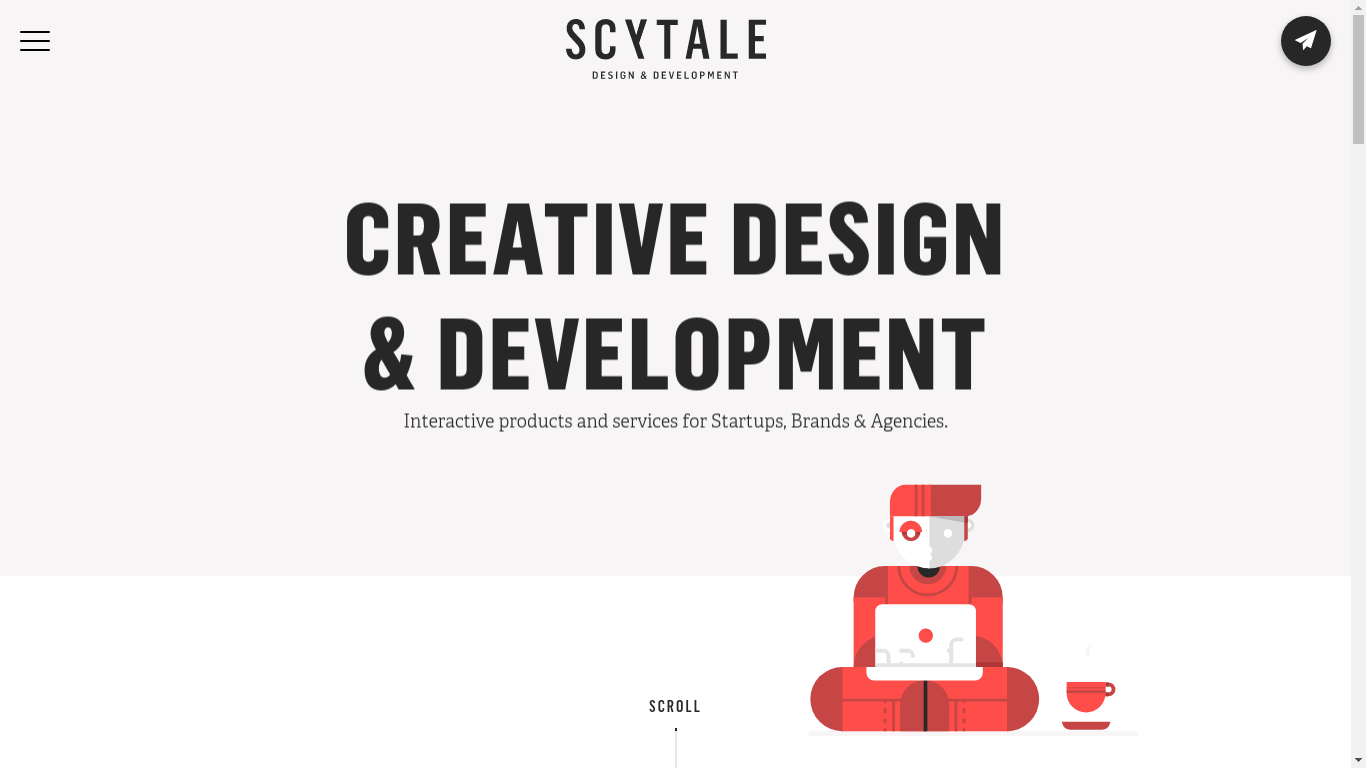 SCYTALE
DESIGN & DEVELOPMENT
CREATIVE DESIGN
& DEVELOPMENT
Interactive products and services for Startups, Brands & Agencies.
SCROLL